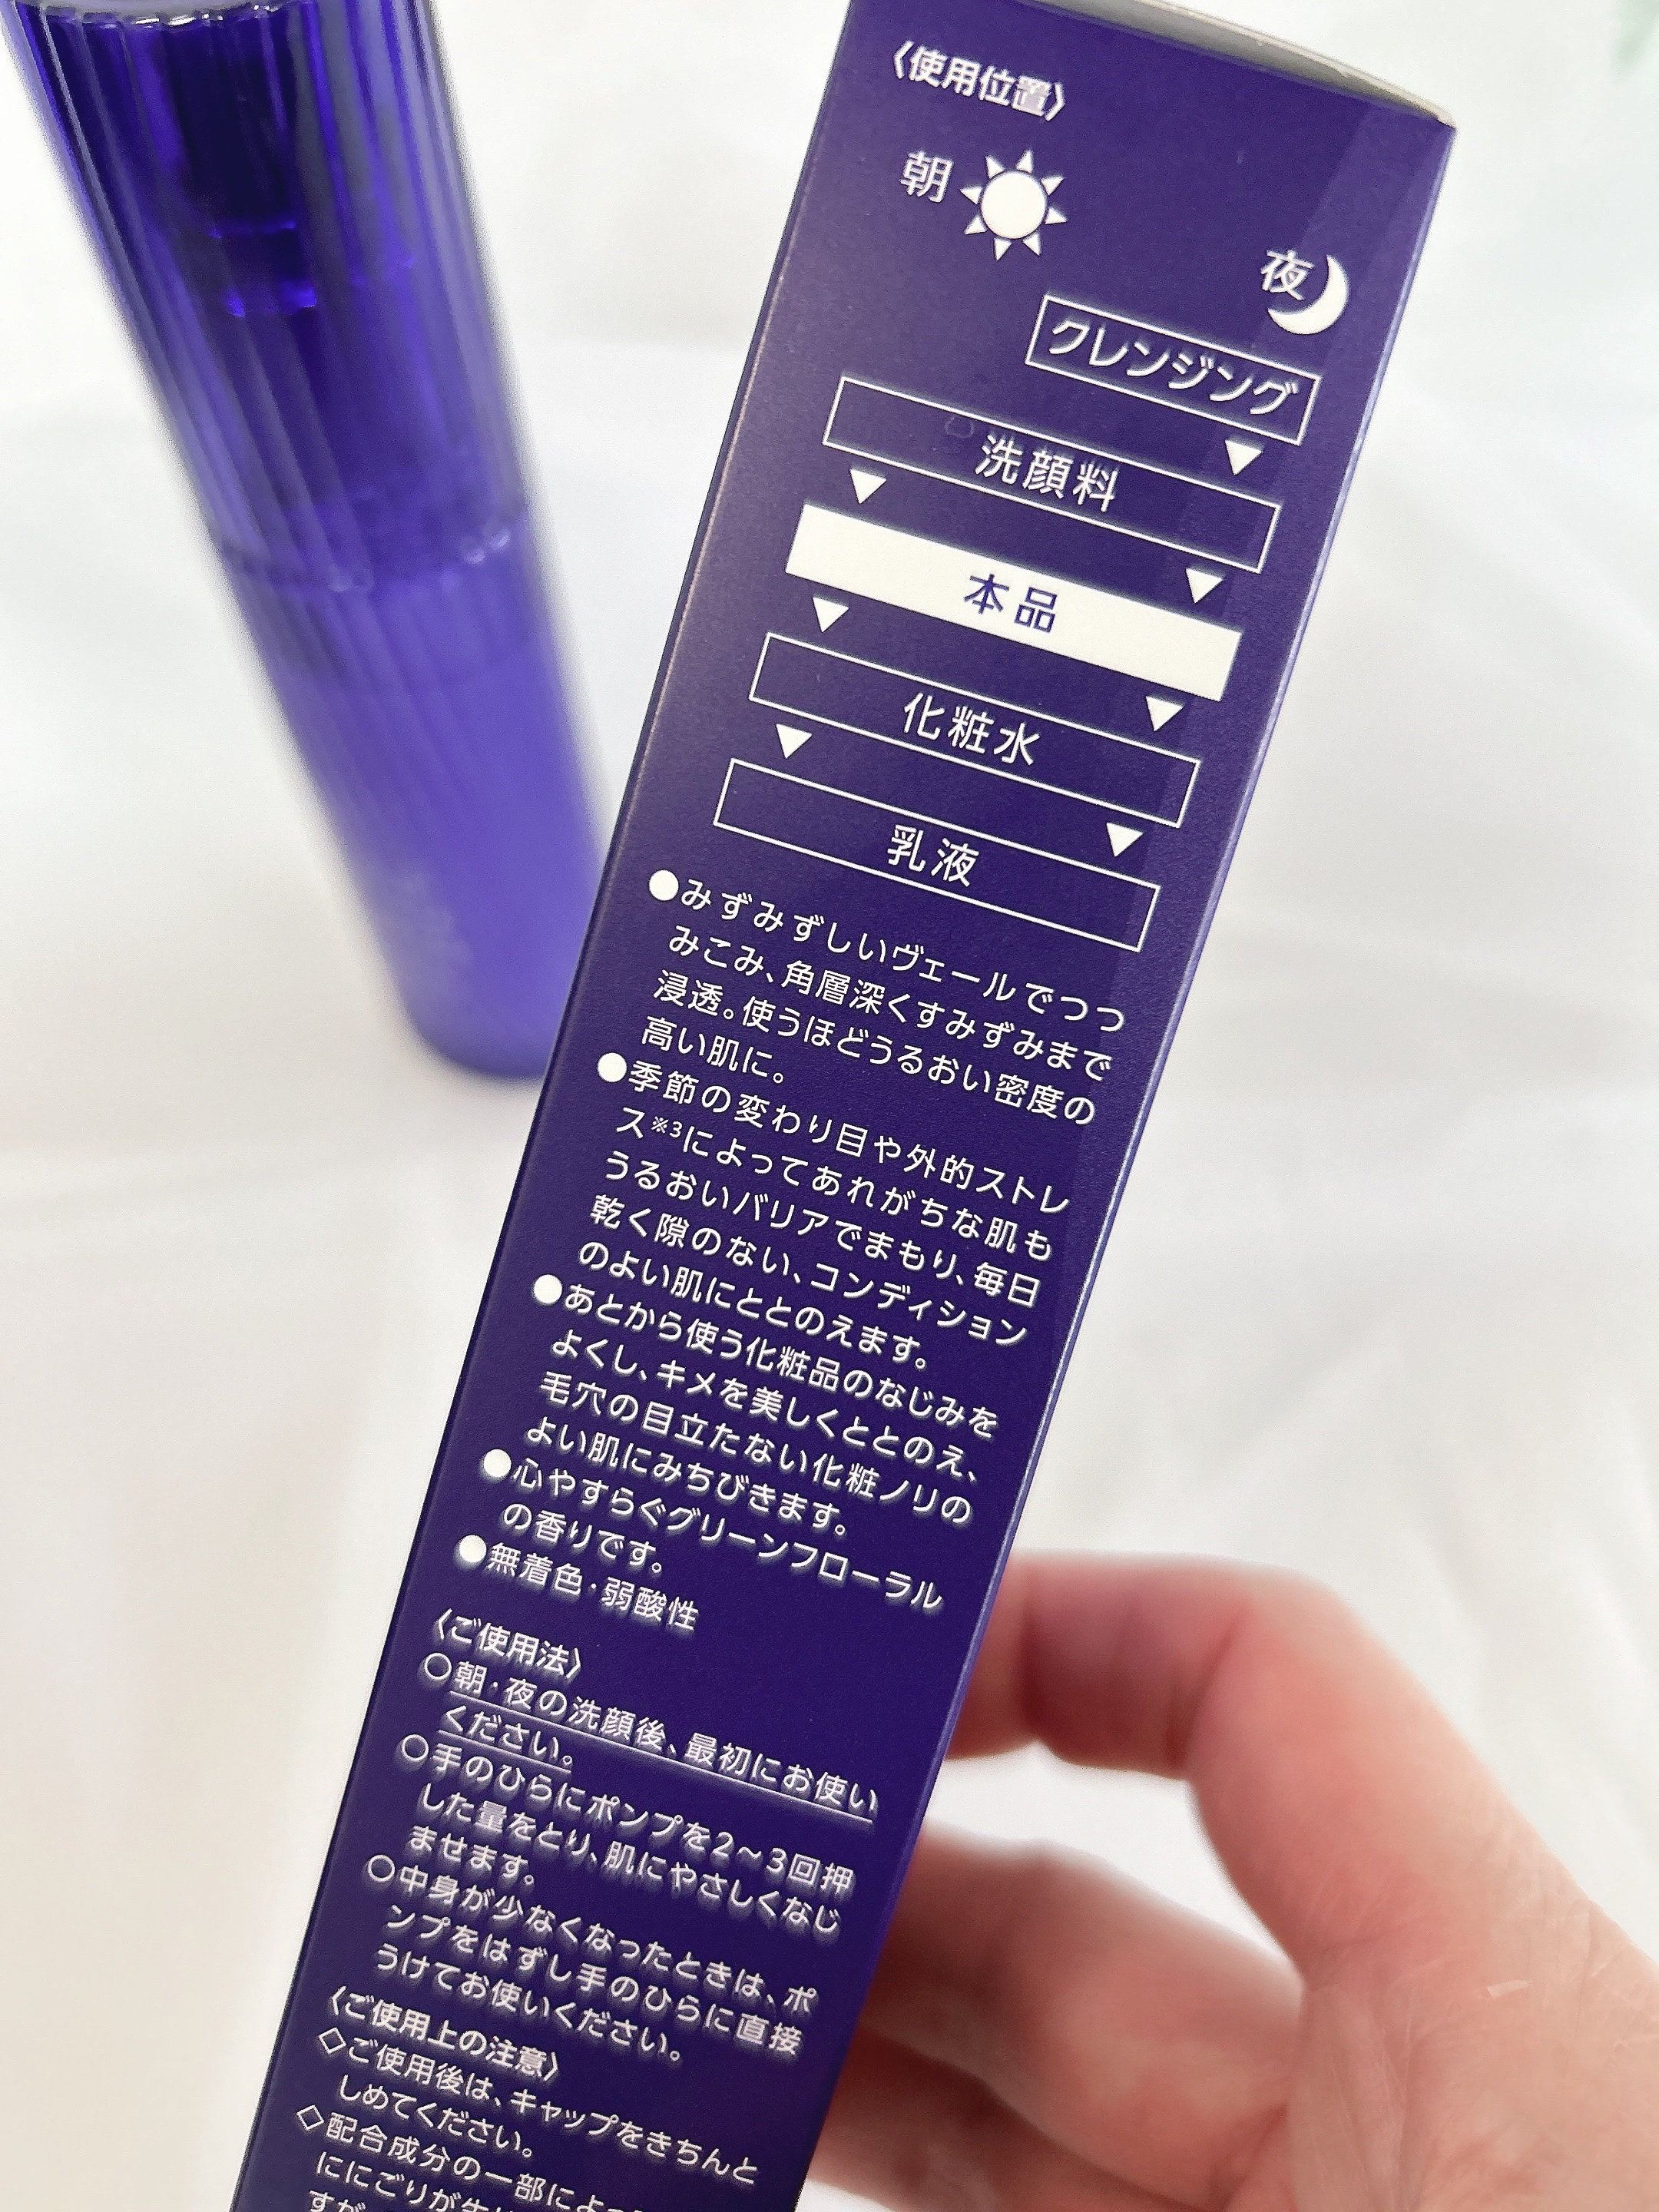 〈使用位置〉
朝
夜
クレンジング
洗顔料
本品
化粧水
乳液
●みずみずしいヴェールでつつ
みこみ、角層深くすみずみまで
浸透。使うほどうるおい密度の
高い肌に。
●季節の変わり目や外的ストレ
ス※3によってあれがちな肌も
うるおいバリアでまもり、毎日
乾く隙のない、コンディション
のよい肌にととのえます。
●あとから使う化粧品のなじみを
よくし、キメを美しくととのえ、
毛穴の目立たない化粧ノリの
よい肌にみちびきます。
●心やすらぐグリーンフローラル
の香りです。
●無着色・弱酸性
〈ご使用法〉
○朝・夜の洗顔後、最初にお使い
ください。
○手のひらにポンプを2～3回押
した量をとり、肌にやさしくなじ
ませます。
○中身が少なくなったときは、ポ
ンプをはずし手のひらに直接
うけてお使いください。
〈ご使用上の注意〉
◇ご使用後は、キャップをきちんと
しめてください。
◇配合成分の一部によっ
ににごりが生
すが